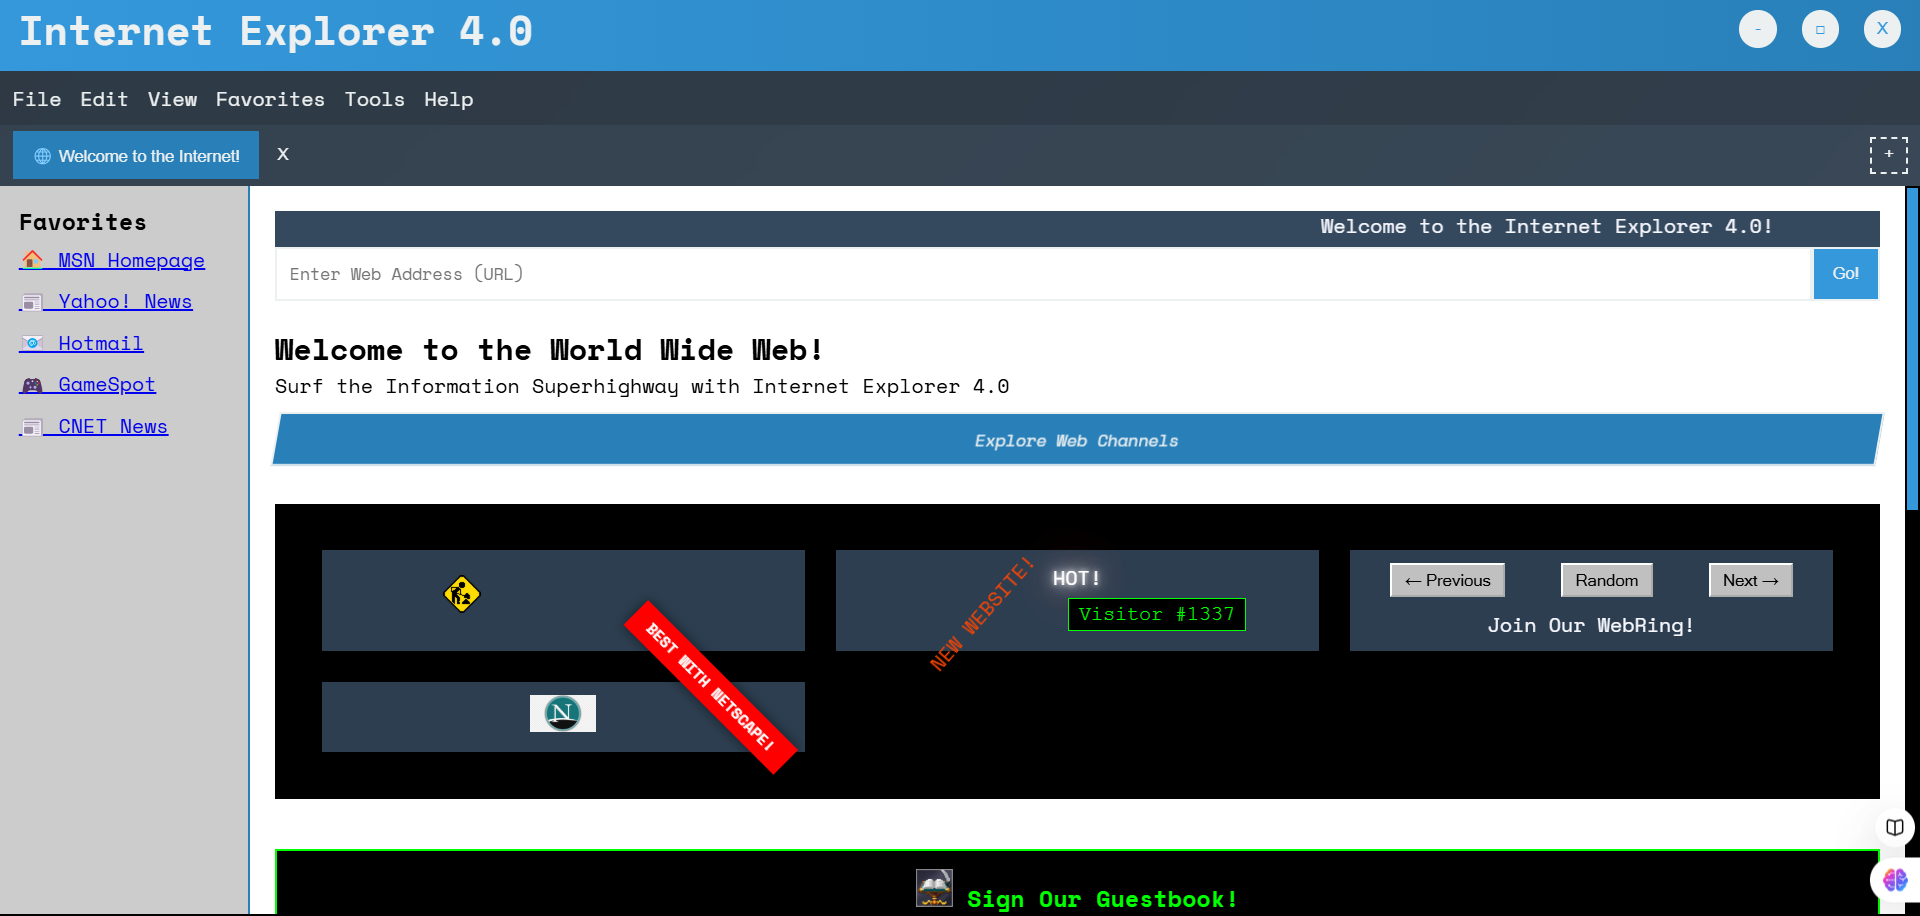 Internet Explorer 4.0
- □ X
File Edit View Favorites Tools Help
Welcome to the Internet! X +
Favorites
MSN Homepage
Yahoo! News
Hotmail
GameSpot
CNET News
Welcome to the Internet Explorer 4.0!
Enter Web Address (URL) Go!
Welcome to the World Wide Web!
Surf the Information Superhighway with Internet Explorer 4.0
Explore Web Channels
BEST WITH NETSCAPE!
NEW WEBSITE!
HOT!
Visitor #1337
← Previous Random Next →
Join Our WebRing!
N
Sign Our Guestbook!